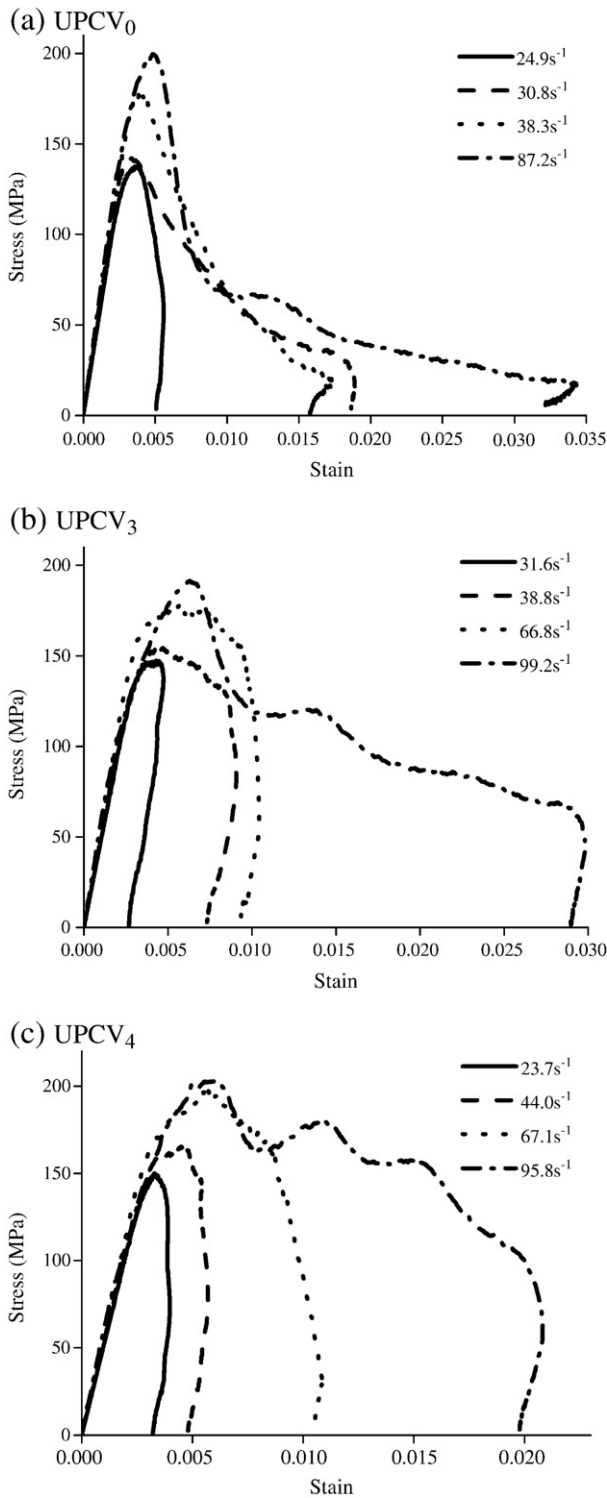 (a) UPCV₀
24.9s⁻¹
30.8s⁻¹
38.3s⁻¹
87.2s⁻¹
Stress (MPa)
200
150
100
50
0
0.000 0.005 0.010 0.015 0.020 0.025 0.030 0.035
Stain
(b) UPCV₃
31.6s⁻¹
38.8s⁻¹
66.8s⁻¹
99.2s⁻¹
Stress (MPa)
200
150
100
50
0
0.000 0.005 0.010 0.015 0.020 0.025 0.030
Stain
(c) UPCV₄
23.7s⁻¹
44.0s⁻¹
67.1s⁻¹
95.8s⁻¹
Stress (MPa)
200
150
100
50
0
0.000 0.005 0.010 0.015 0.020
Stain